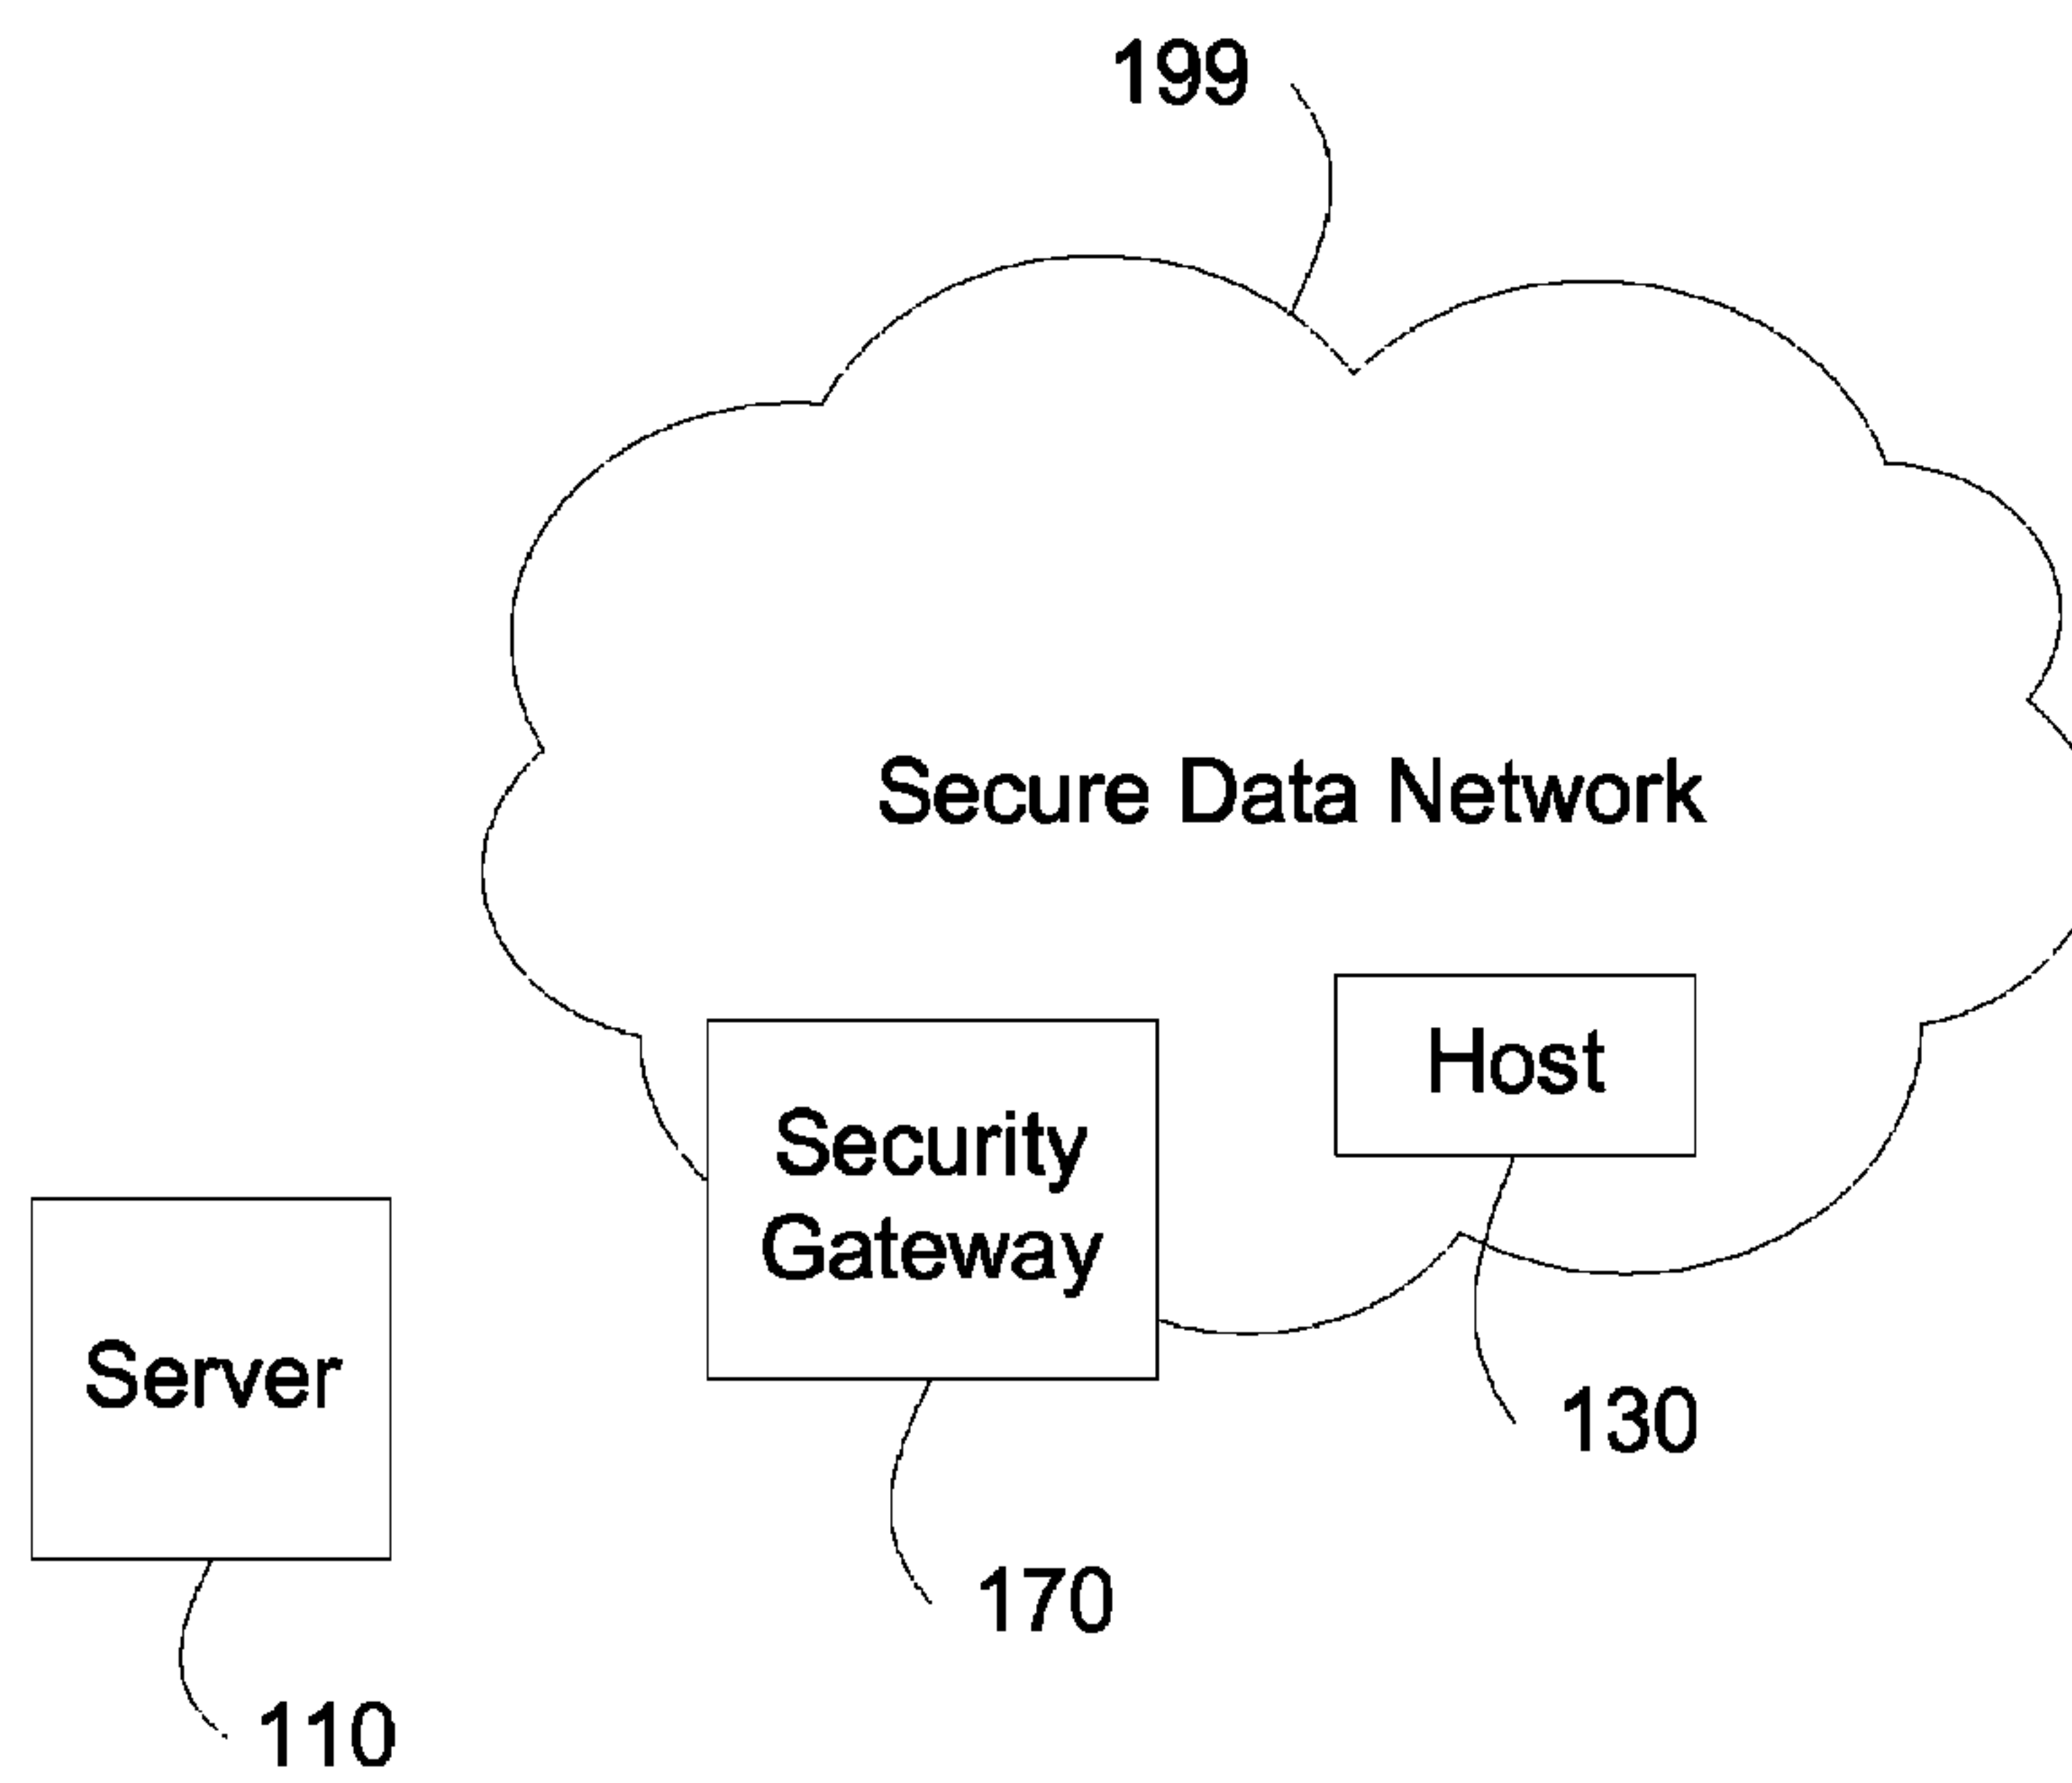 199
Secure Data Network
Host
Security
Gateway
Server
130
170
110